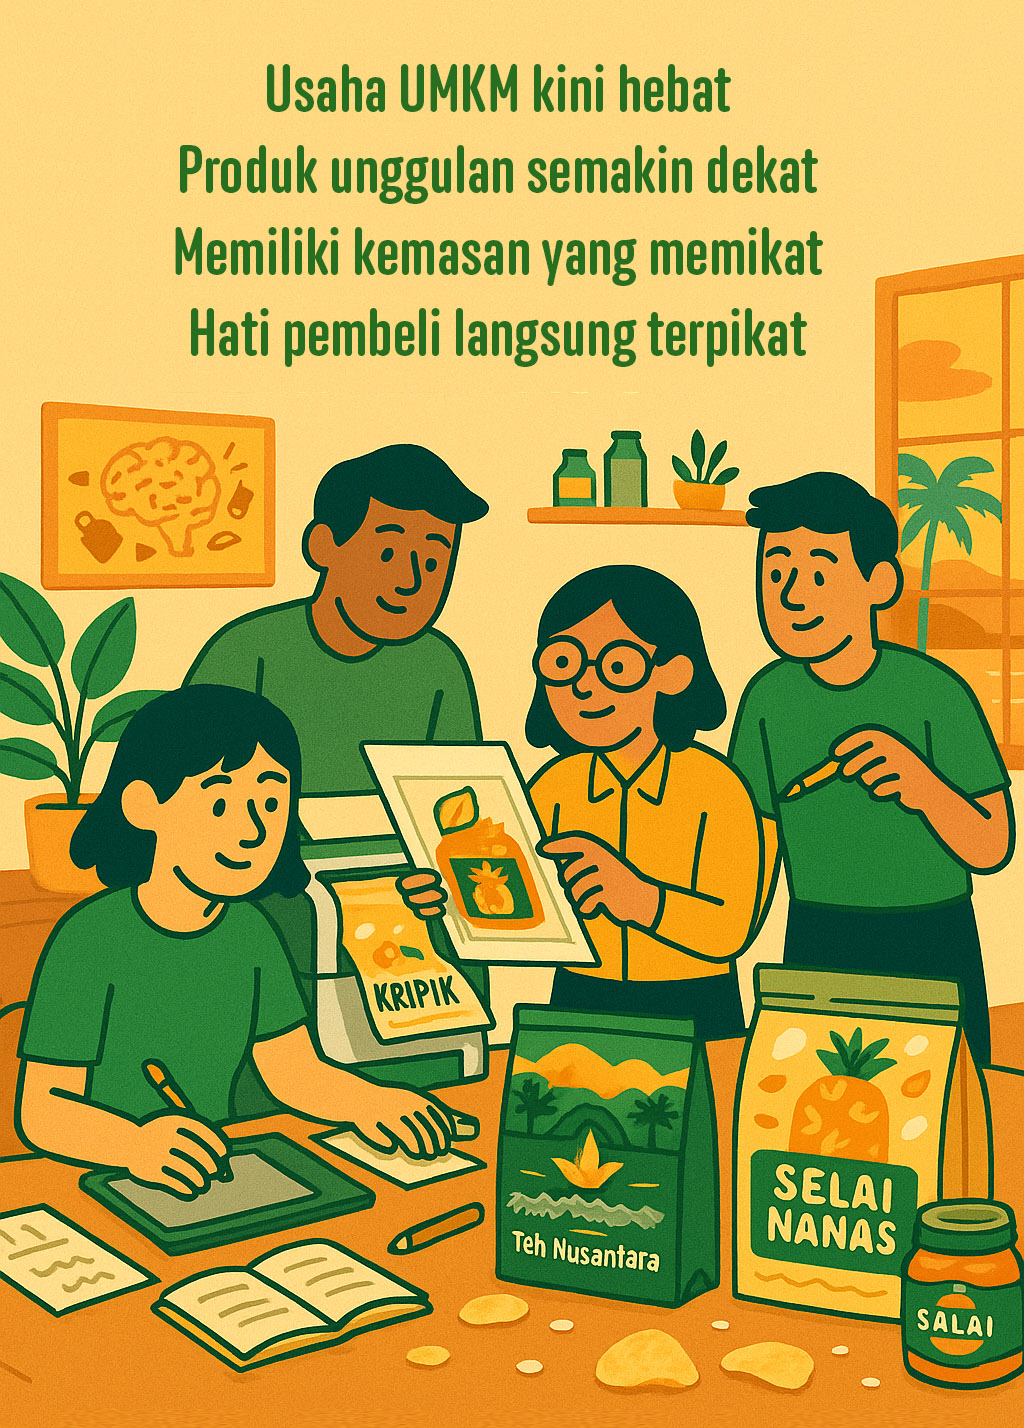 Usaha UMKM kini hebat
Produk unggulan semakin dekat
Memiliki kemasan yang memikat
Hati pembeli langsung terpikat
KRIPIK
Teh Nusantara
SELAI
NANAS
SALAI